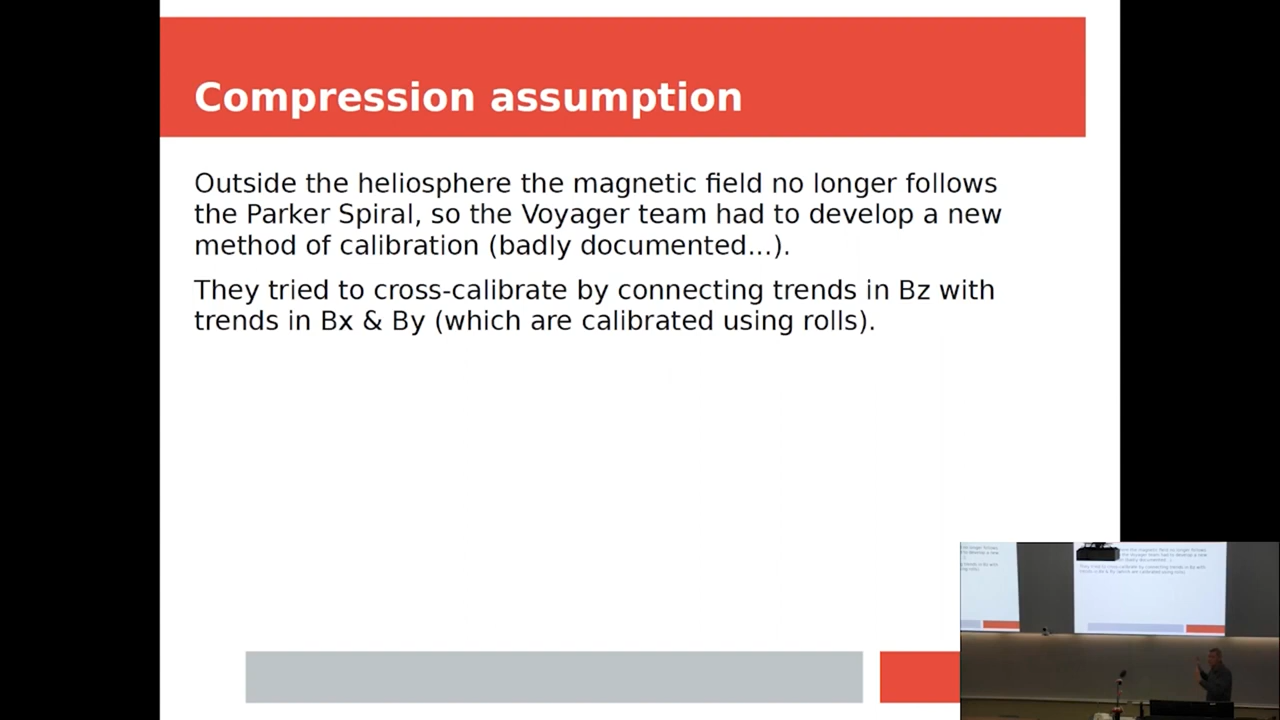 Compression assumption
Outside the heliosphere the magnetic field no longer follows
the Parker Spiral, so the Voyager team had to develop a new
method of calibration (badly documented...).
They tried to cross-calibrate by connecting trends in Bz with
trends in Bx & By (which are calibrated using rolls).